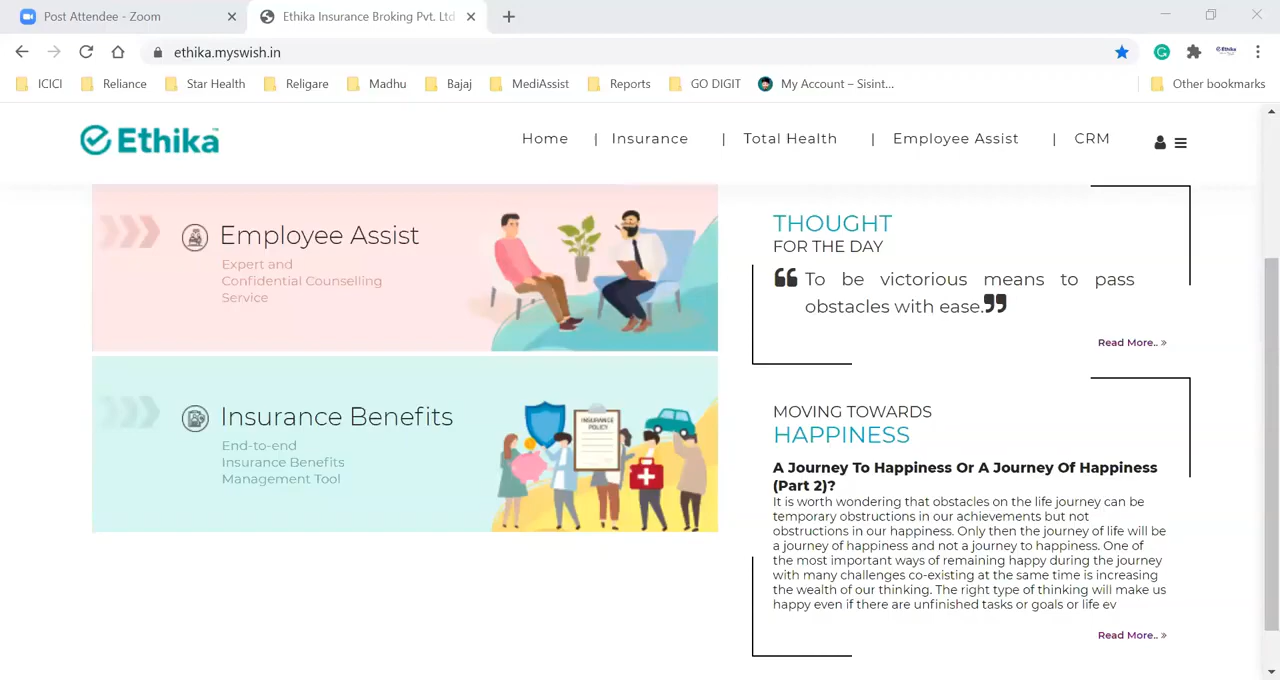 Post Attendee - Zoom
Ethika Insurance Broking Pvt. Ltd
ethika.myswish.in
ICICI
Reliance
Star Health
Religare
Madhu
Bajaj
MediAssist
Reports
GO DIGIT
My Account – Sisint...
Other bookmarks
Ethika™
Home | Insurance | Total Health | Employee Assist | CRM
Employee Assist
Expert and
Confidential Counselling
Service
Insurance Benefits
End-to-end
Insurance Benefits
Management Tool
INSURANCE
POLICY
THOUGHT
FOR THE DAY
❝ To be victorious means to pass
obstacles with ease.❞
Read More.. »
MOVING TOWARDS
HAPPINESS
A Journey To Happiness Or A Journey Of Happiness
(Part 2)?
It is worth wondering that obstacles on the life journey can be
temporary obstructions in our achievements but not
obstructions in our happiness. Only then the journey of life will be
a journey of happiness and not a journey to happiness. One of
the most important ways of remaining happy during the journey
with many challenges co-existing at the same time is increasing
the wealth of our thinking. The right type of thinking will make us
happy even if there are unfinished tasks or goals or life ev
Read More.. »